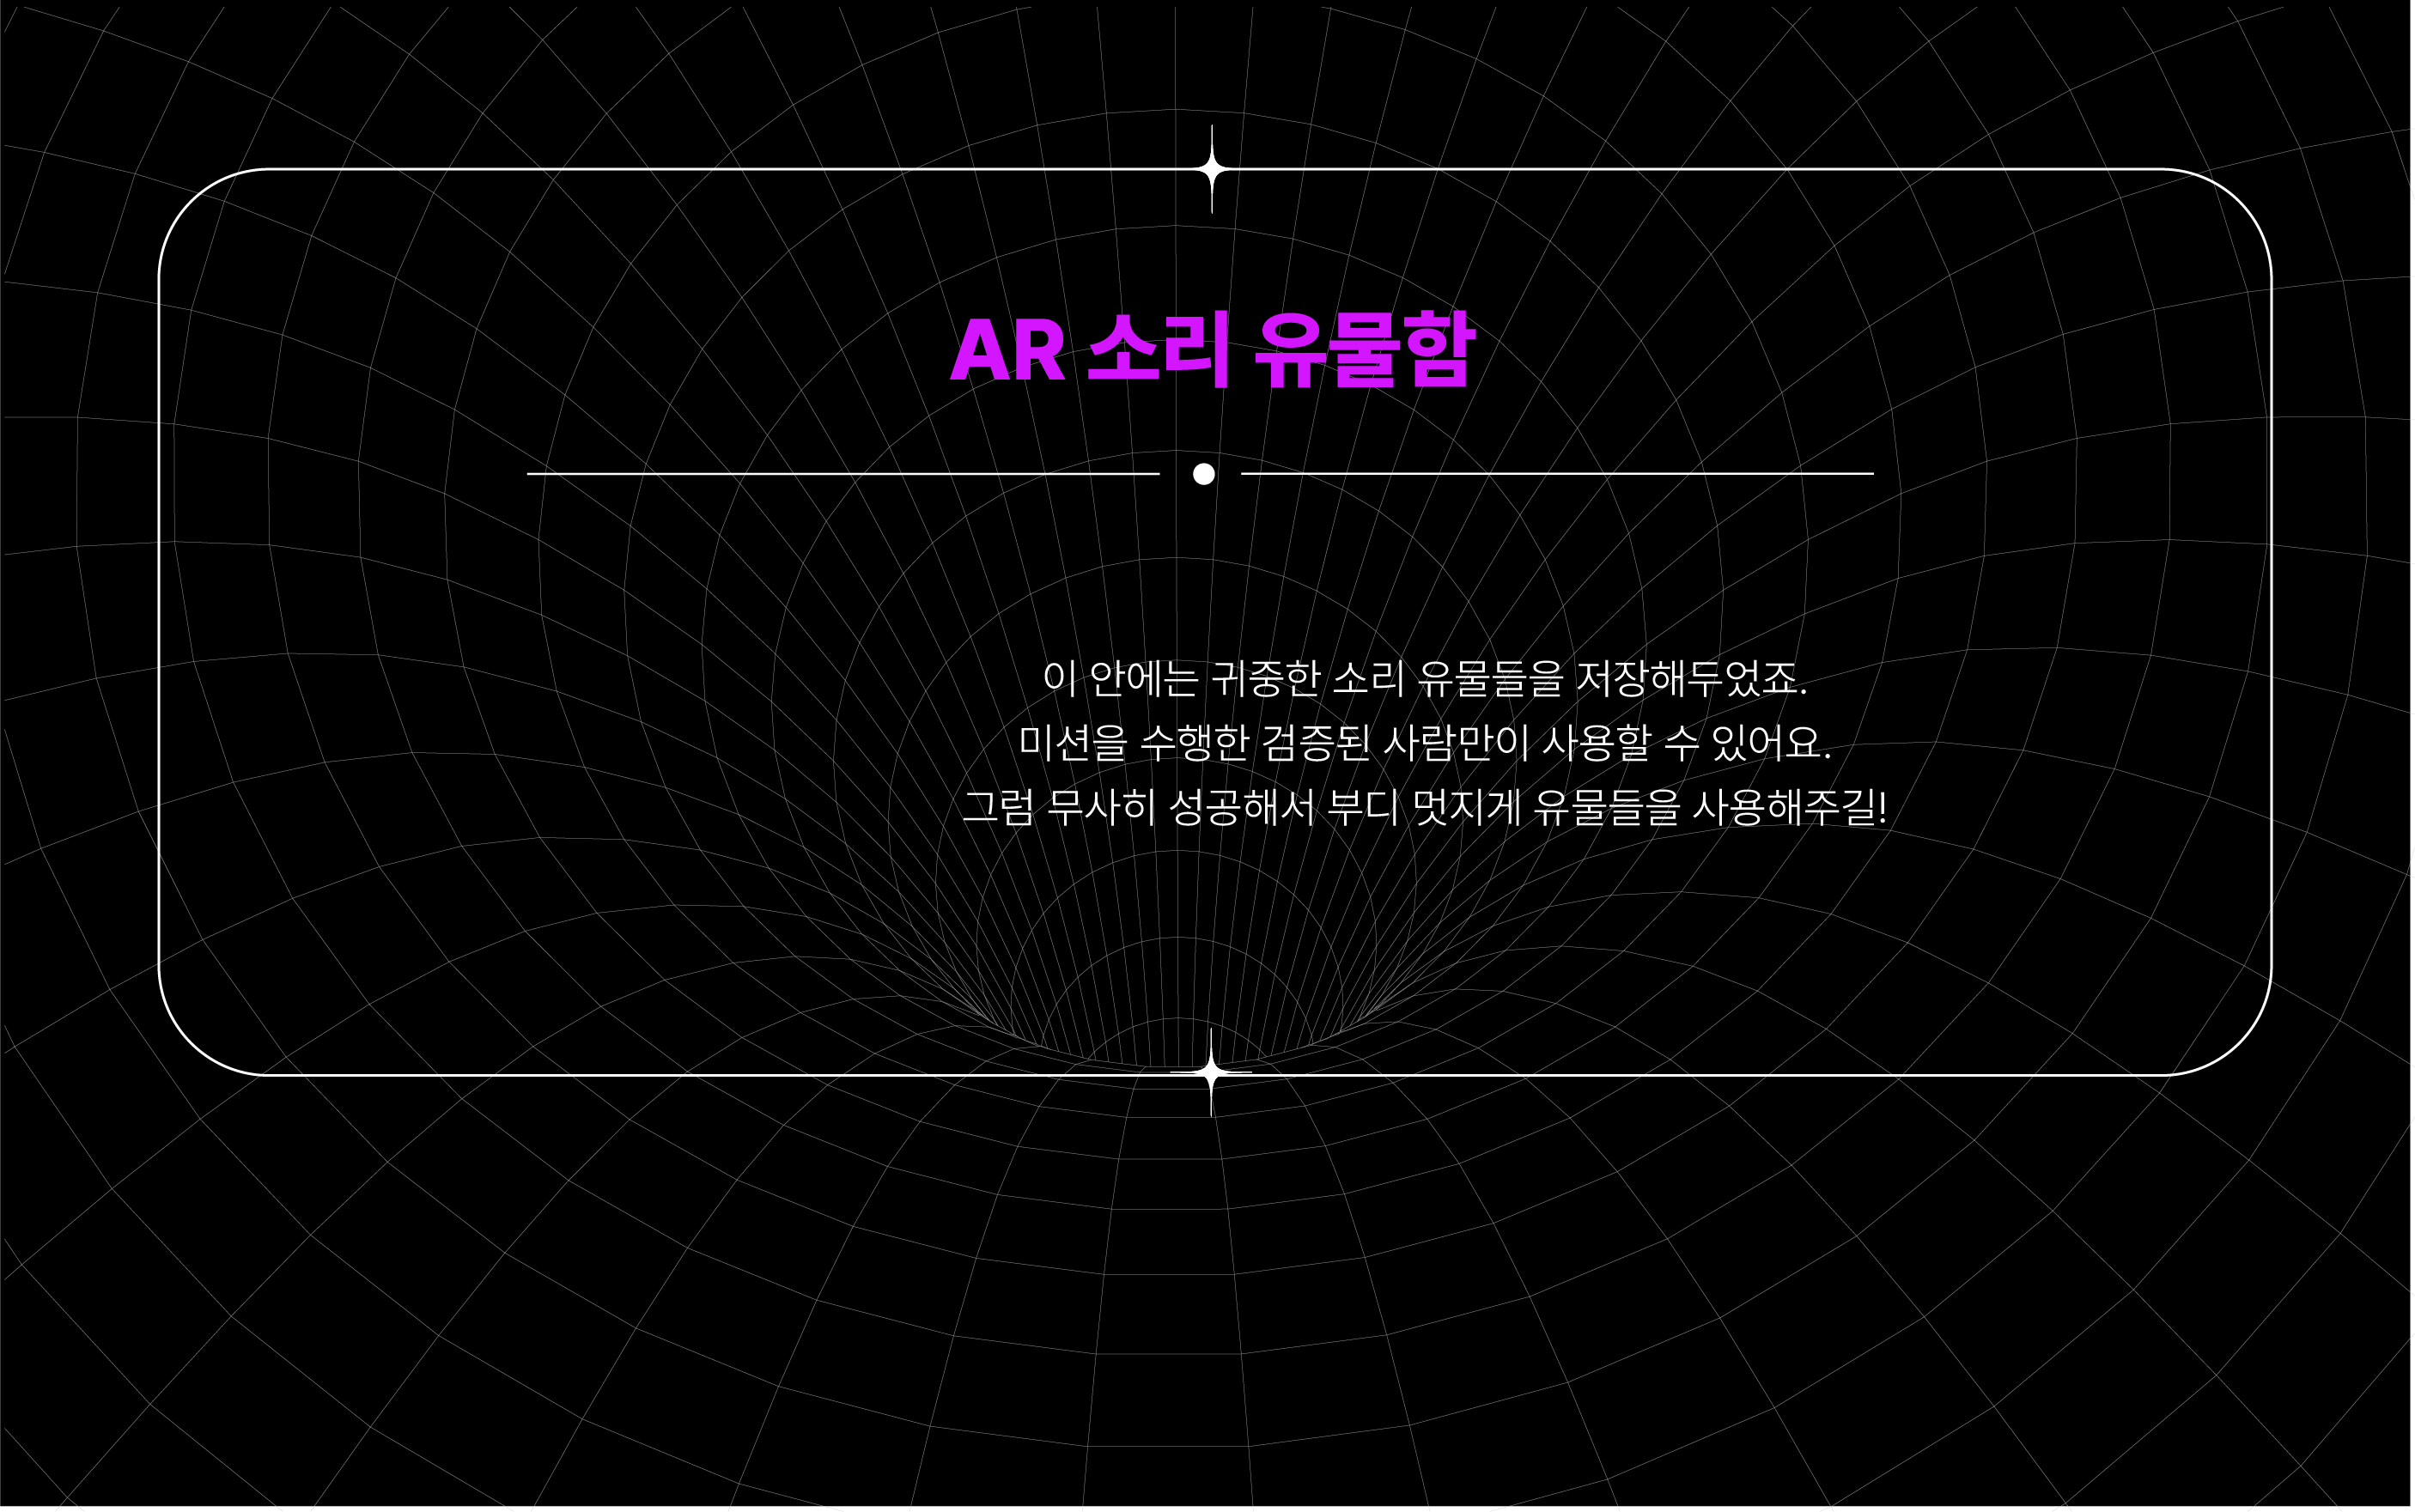 AR 소리 유물함
이 안에는 귀중한 소리 유물들을 저장해두었죠.
미션을 수행한 검증된 사람만이 사용할 수 있어요.
그럼 무사히 성공해서 부디 멋지게 유물들을 사용해주길!